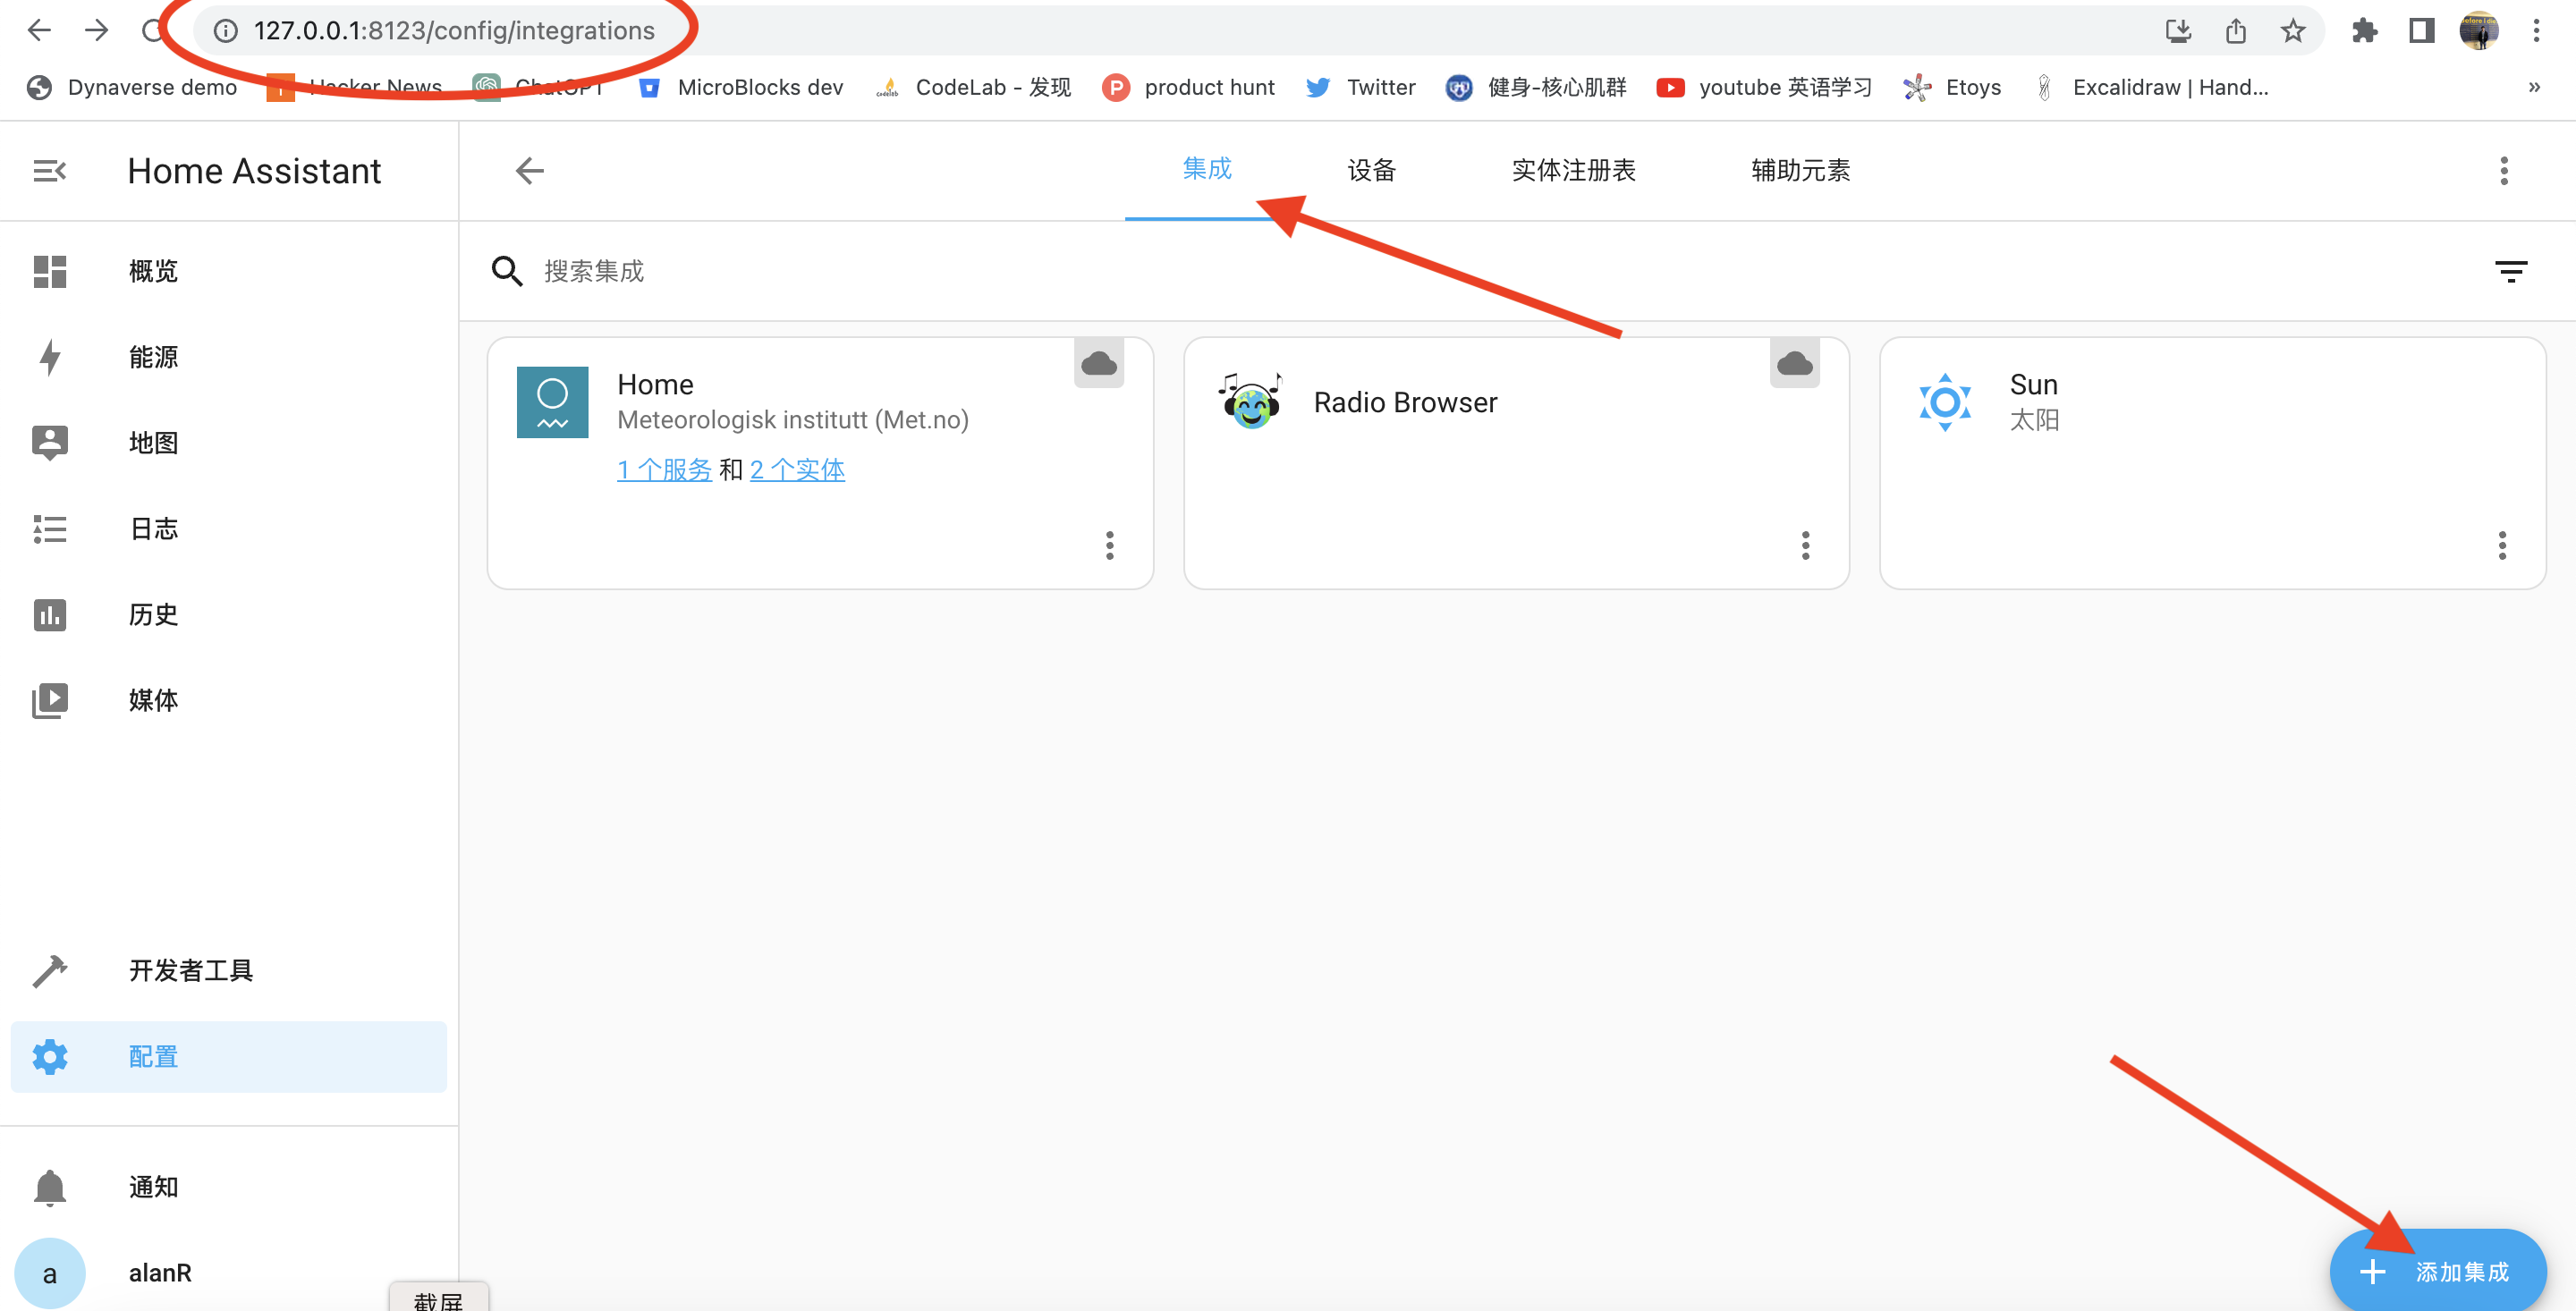 127.0.0.1:8123/config/integrations
Dynaverse demo Hacker News ChatGPT MicroBlocks dev CodeLab - 发现 product hunt Twitter 健身-核心肌群 youtube 英语学习 Etoys Excalidraw | Hand... »
Home Assistant
集成 设备 实体注册表 辅助元素
概览
能源
地图
日志
历史
媒体
开发者工具
配置
通知
a alanR
搜索集成
Home
Meteorologisk institutt (Met.no)
1 个服务 和 2 个实体
Radio Browser
Sun
太阳
添加集成
截屏